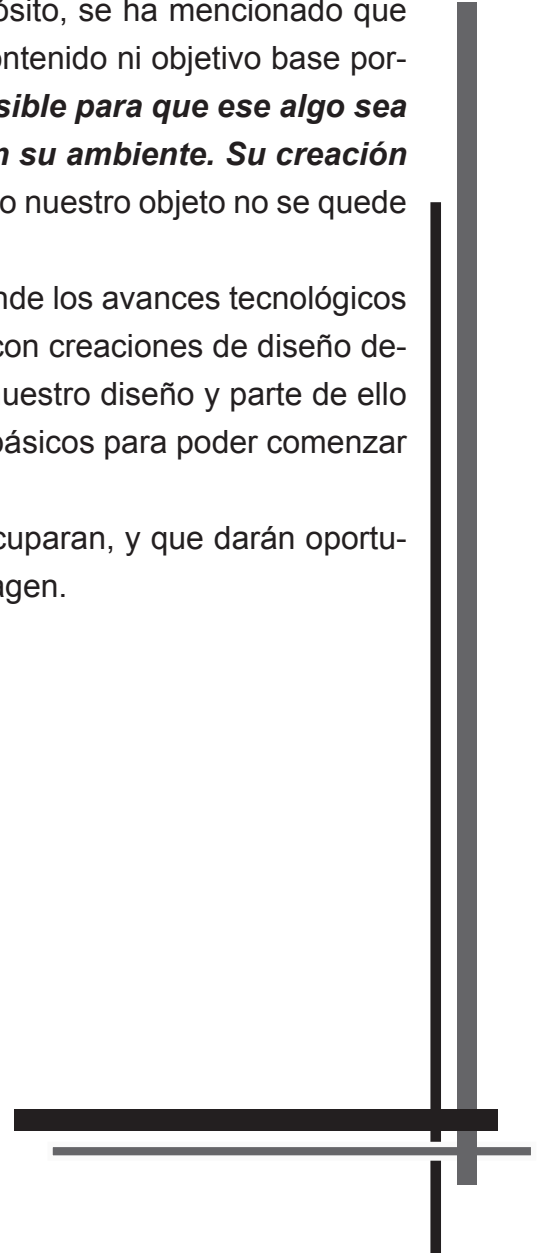 ósito, se ha mencionado que
ontenido ni objetivo base por-
sible para que ese algo sea
n su ambiente. Su creación
o nuestro objeto no se quede
nde los avances tecnológicos
con creaciones de diseño de-
uestro diseño y parte de ello
básicos para poder comenzar
cuparan, y que darán oportu-
agen.